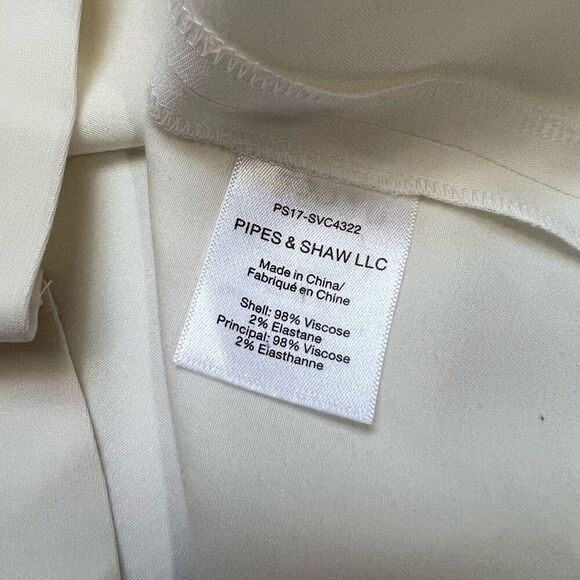 PS17-SVC4322
PIPES & SHAW LLC
Made in China/
Fabriqué en Chine
Shell: 98% Viscose
2% Elastane
Principal: 98% Viscose
2% Elasthanne